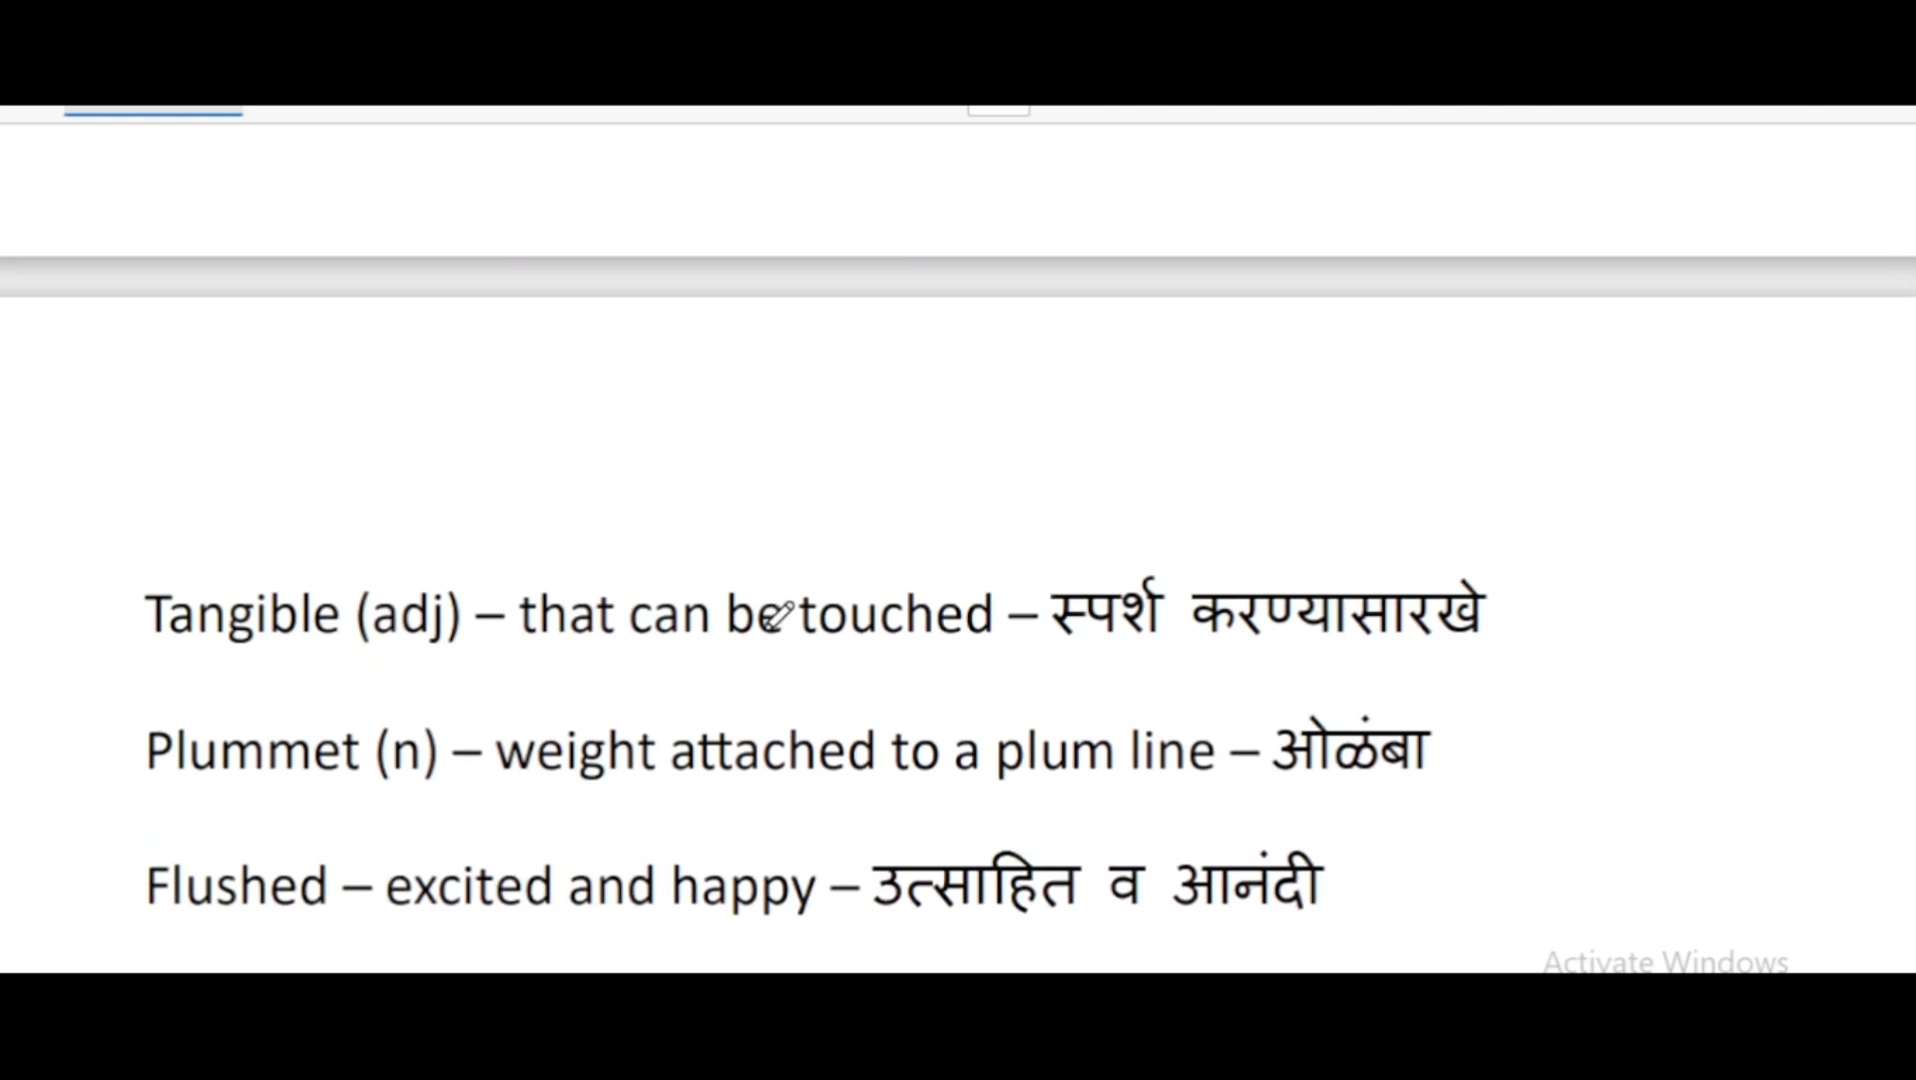 Tangible (adj) – that can be touched – स्पर्श करण्यासारखे
Plummet (n) – weight attached to a plum line – ओळंबा
Flushed – excited and happy – उत्साहित व आनंदी
Activate Windows